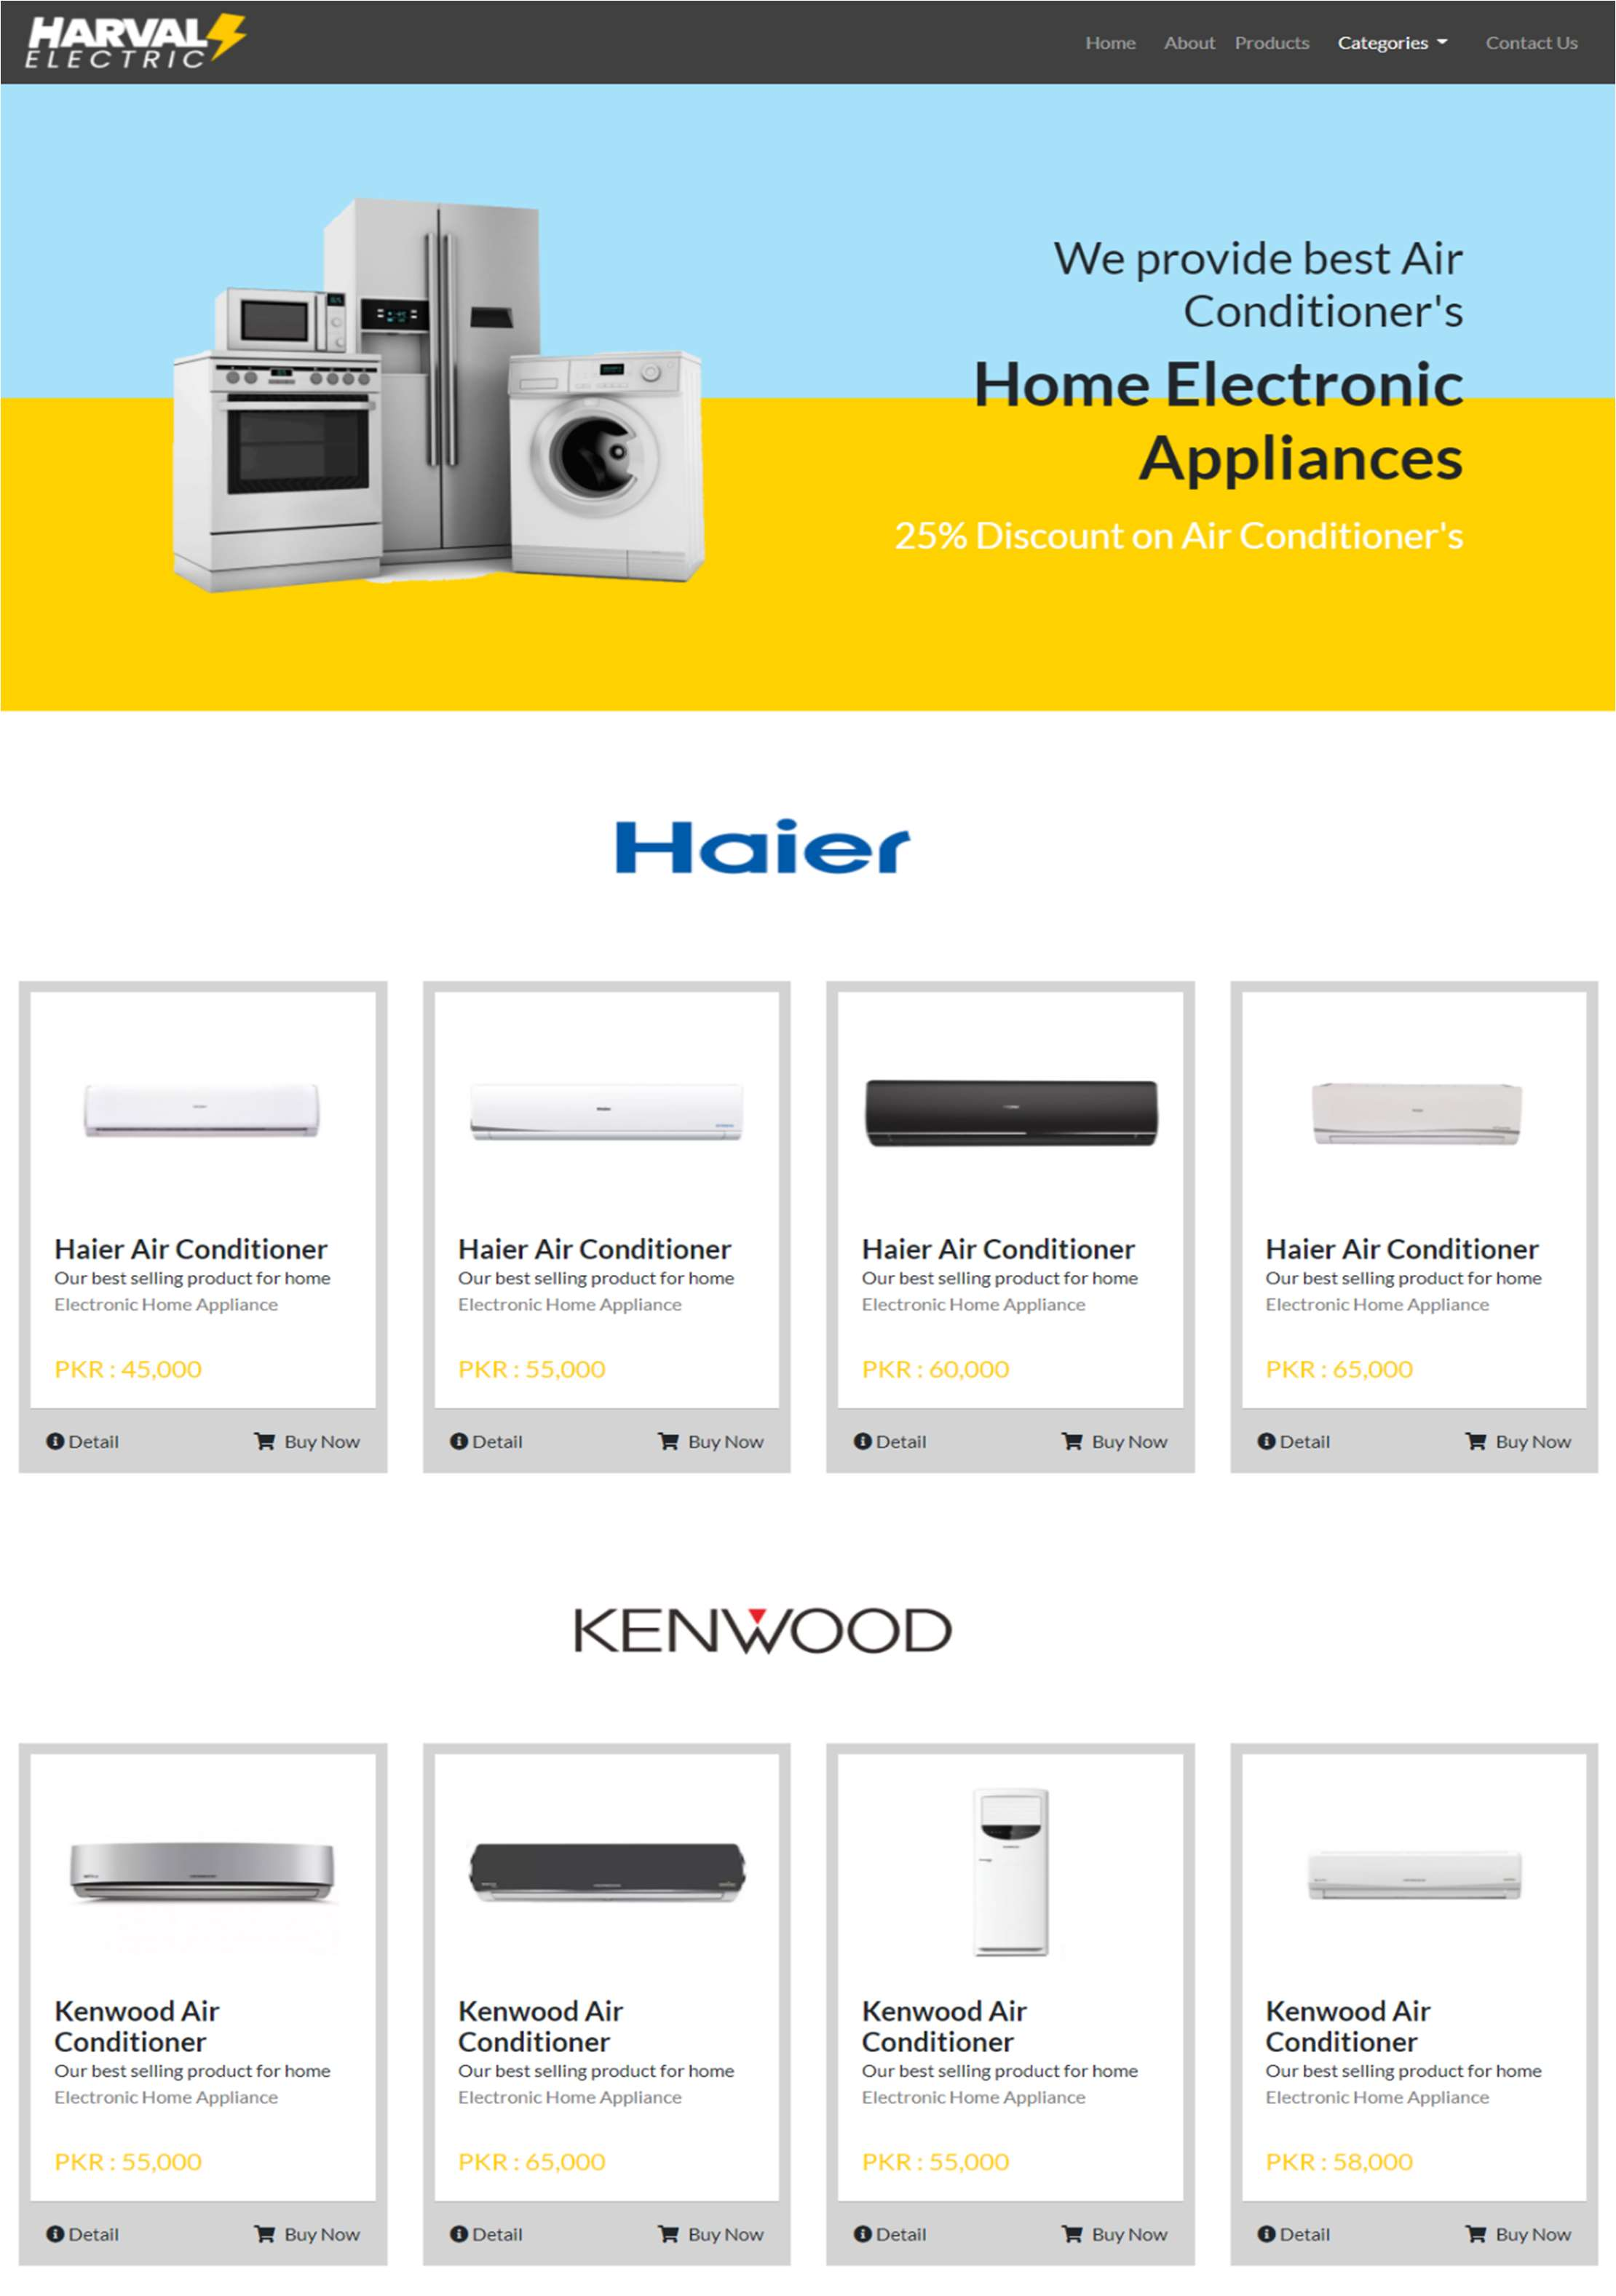 HARVAL
ELECTRIC
Home About Products Categories Contact Us
We provide best Air
Conditioner's
Home Electronic
Appliances
25% Discount on Air Conditioner's
Haier
Haier Air Conditioner
Our best selling product for home
Electronic Home Appliance
PKR : 45,000
Detail Buy Now
Haier Air Conditioner
Our best selling product for home
Electronic Home Appliance
PKR : 55,000
Detail Buy Now
Haier Air Conditioner
Our best selling product for home
Electronic Home Appliance
PKR : 60,000
Detail Buy Now
Haier Air Conditioner
Our best selling product for home
Electronic Home Appliance
PKR : 65,000
Detail Buy Now
KENWOOD
Kenwood Air
Conditioner
Our best selling product for home
Electronic Home Appliance
PKR : 55,000
Detail Buy Now
Kenwood Air
Conditioner
Our best selling product for home
Electronic Home Appliance
PKR : 65,000
Detail Buy Now
Kenwood Air
Conditioner
Our best selling product for home
Electronic Home Appliance
PKR : 55,000
Detail Buy Now
Kenwood Air
Conditioner
Our best selling product for home
Electronic Home Appliance
PKR : 58,000
Detail Buy Now